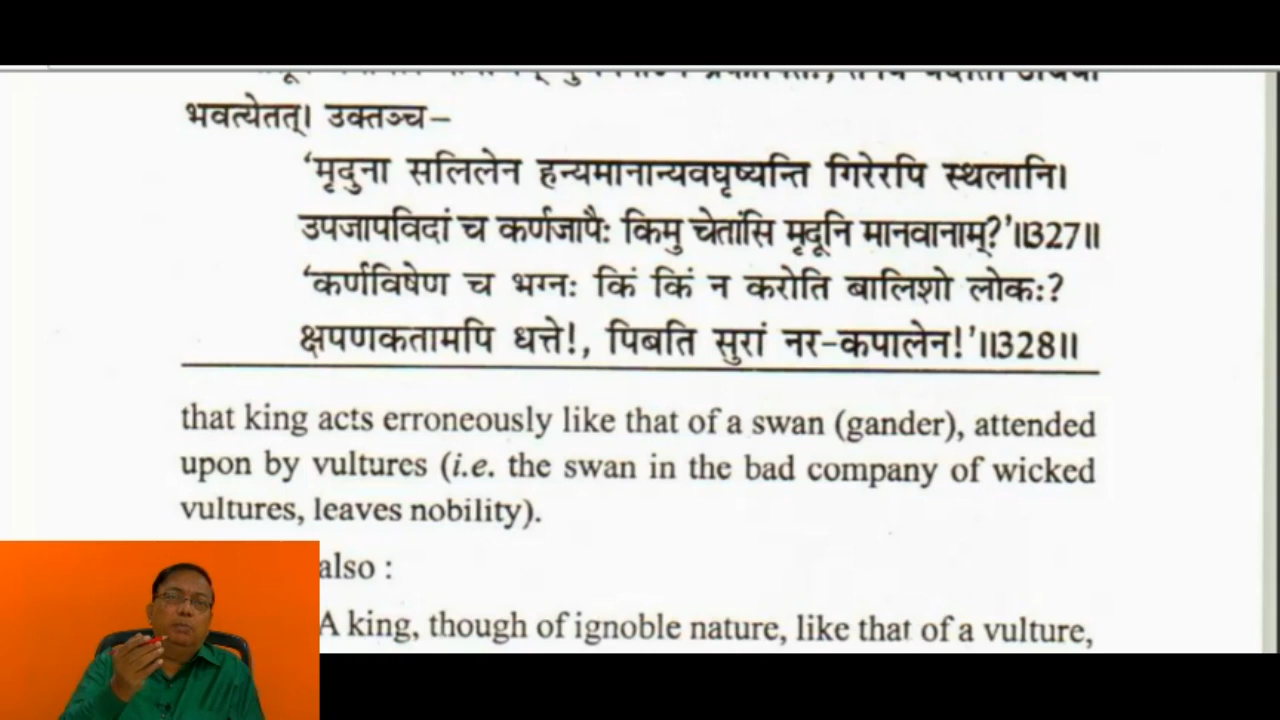 भवत्येतत्। उक्तञ्च–
‘मृदुना सलिलेन हन्यमानान्यवघृष्यन्ति गिरेरपि स्थलानि।
उपजापविदां च कर्णजापैः किमु चेतांसि मृदूनि मानवानाम्?’॥327॥
‘कर्णविषेण च भग्नः किं किं न करोति बालिशो लोकः?
क्षपणकतामपि धत्ते!, पिबति सुरां नर-कपालेन!’॥328॥
that king acts erroneously like that of a swan (gander), attended
upon by vultures (i.e. the swan in the bad company of wicked
vultures, leaves nobility).
also :
A king, though of ignoble nature, like that of a vulture,